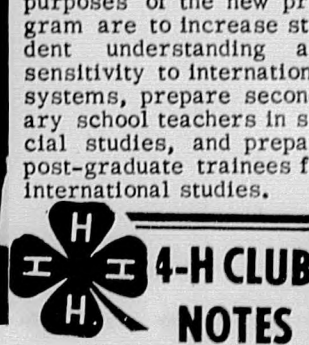 purposes of the new pr
gram are to increase st
dent understanding a
sensitivity to internation
systems, prepare secon
ary school teachers in s
cial studies, and prepa
post-graduate trainees f
international studies.
H
H H
H
4-H CLUB
NOTES